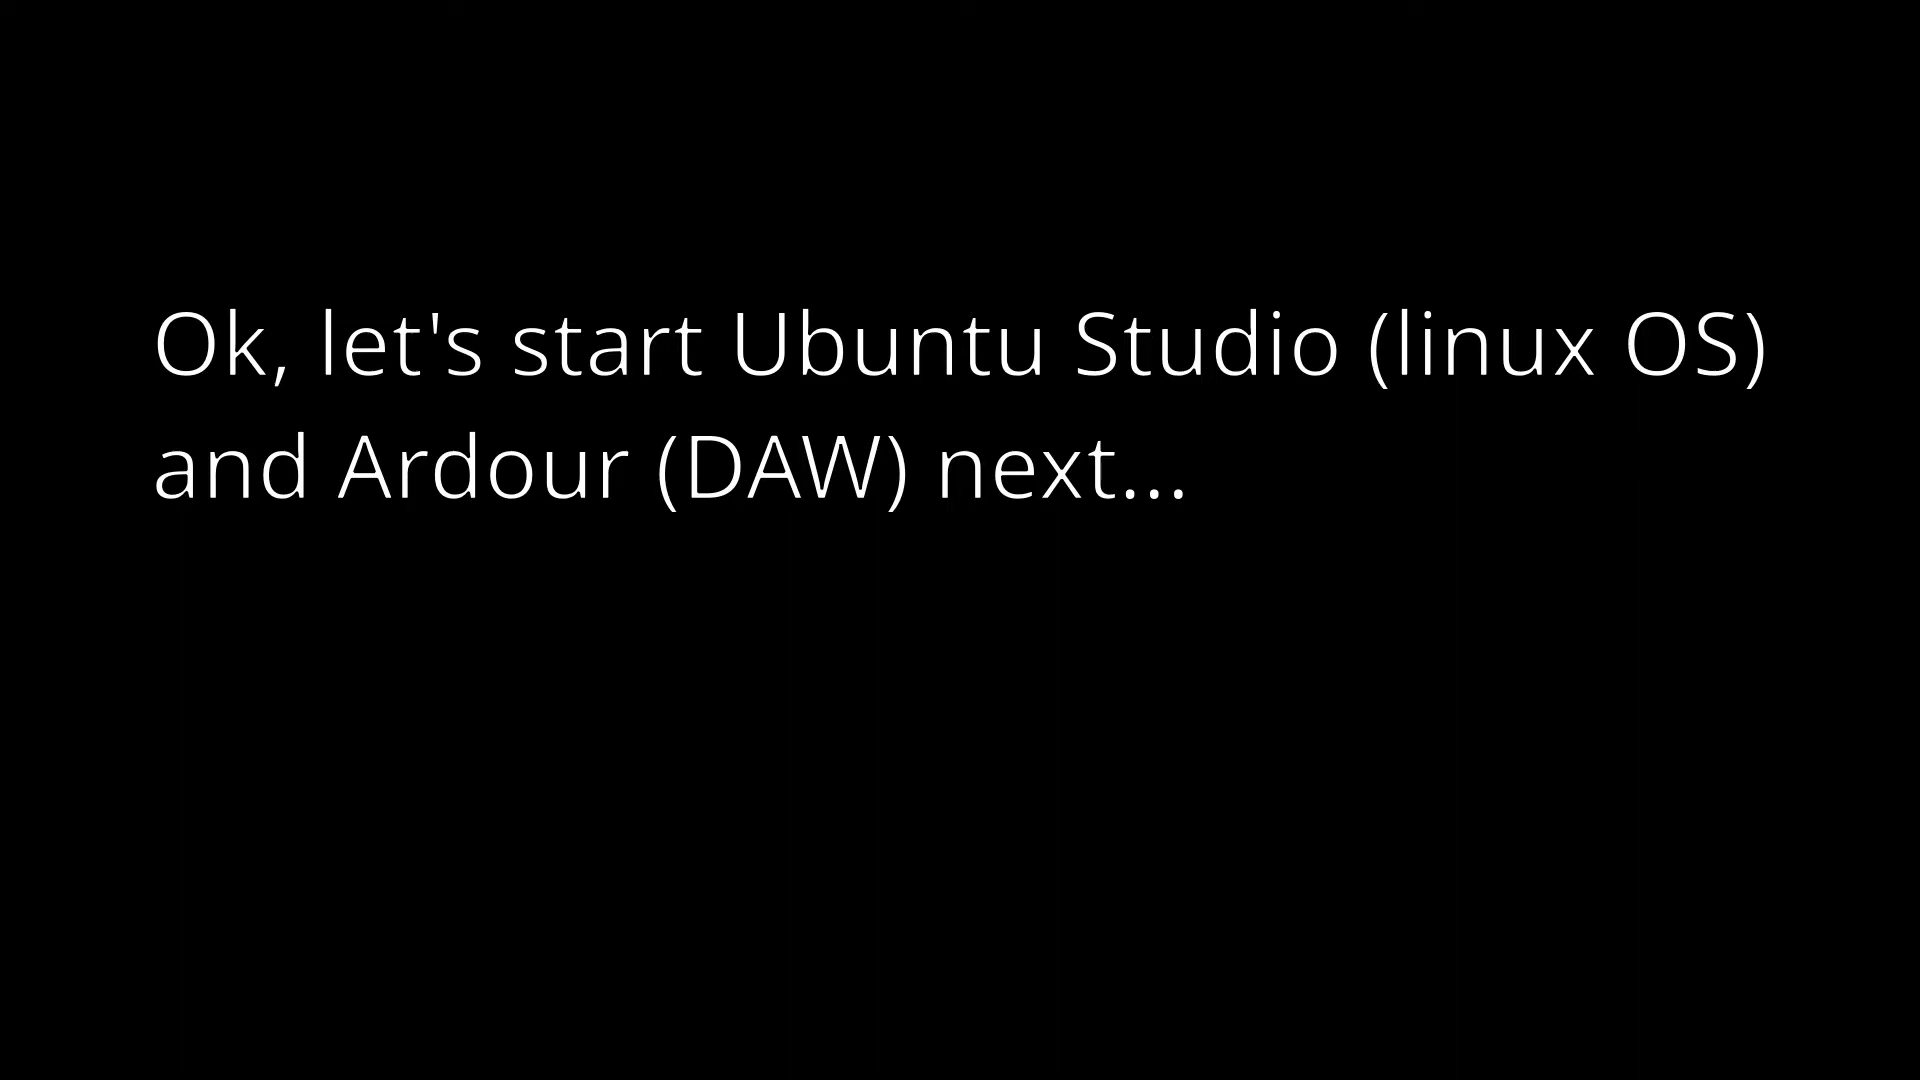 Ok, let's start Ubuntu Studio (linux OS)
and Ardour (DAW) next...